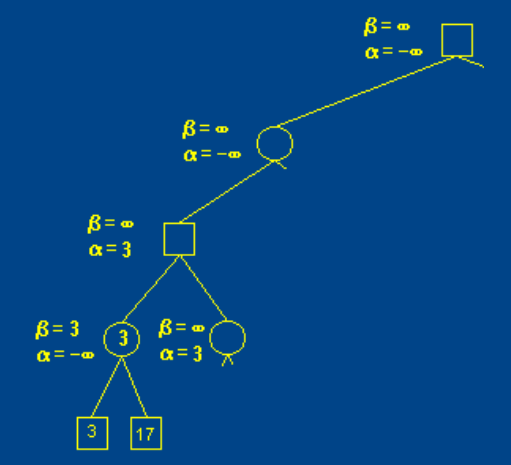 β = ∞
α = −∞
β = ∞
α = −∞
β = ∞
α = 3
β = 3
α = −∞
3
β = ∞
α = 3
3
17